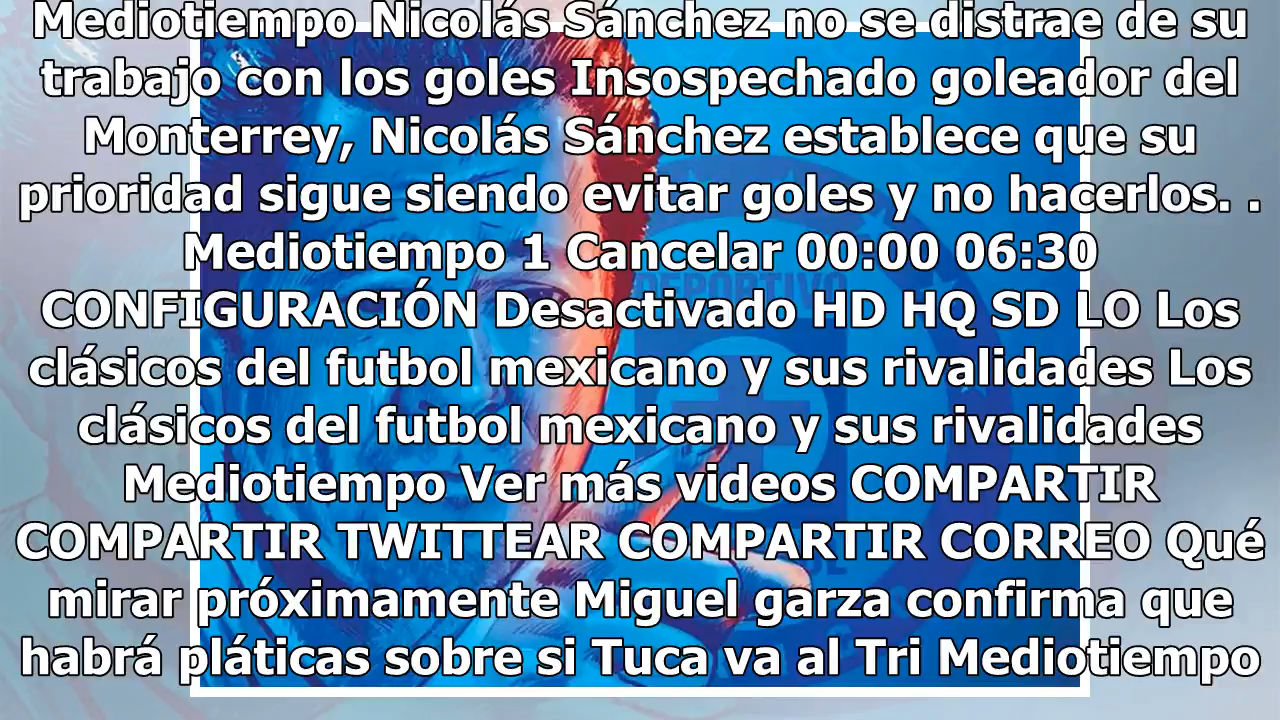 Mediotiempo Nicolás Sánchez no se distrae de su
trabajo con los goles Insospechado goleador del
Monterrey, Nicolás Sánchez establece que su
prioridad sigue siendo evitar goles y no hacerlos. .
Mediotiempo 1 Cancelar 00:00 06:30
CONFIGURACIÓN Desactivado HD HQ SD LO Los
clásicos del futbol mexicano y sus rivalidades Los
clásicos del futbol mexicano y sus rivalidades
Mediotiempo Ver más videos COMPARTIR
COMPARTIR TWITTEAR COMPARTIR CORREO Qué
mirar próximamente Miguel garza confirma que
habrá pláticas sobre si Tuca va al Tri Mediotiempo
DEPORTIVO